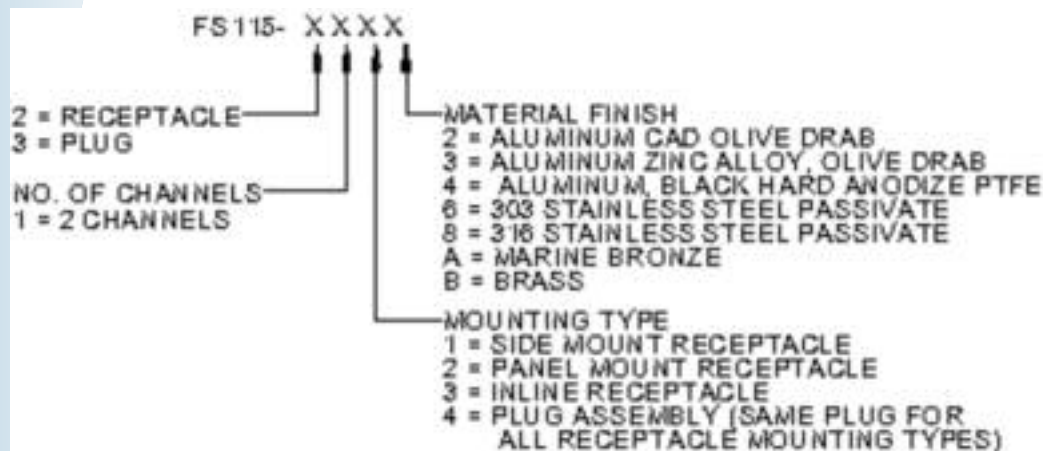 FS115- X X X X
2 = RECEPTACLE
3 = PLUG
NO. OF CHANNELS
1 = 2 CHANNELS
MATERIAL FINISH
2 = ALUMINUM CAD OLIVE DRAB
3 = ALUMINUM ZINC ALLOY, OLIVE DRAB
4 = ALUMINUM, BLACK HARD ANODIZE PTFE
6 = 303 STAINLESS STEEL PASSIVATE
8 = 316 STAINLESS STEEL PASSIVATE
A = MARINE BRONZE
B = BRASS
MOUNTING TYPE
1 = SIDE MOUNT RECEPTACLE
2 = PANEL MOUNT RECEPTACLE
3 = INLINE RECEPTACLE
4 = PLUG ASSEMBLY (SAME PLUG FOR
ALL RECEPTACLE MOUNTING TYPES)